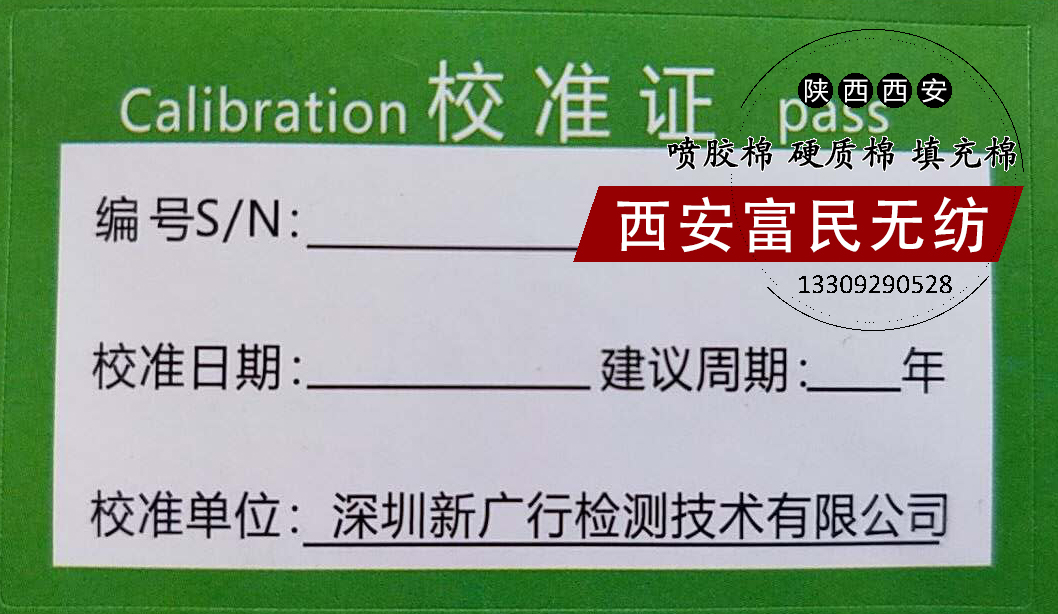 Calibration 校准证 pass
陕西西安
喷胶棉 硬质棉 填充棉
编号S/N:
西安富民无纺
13309290528
校准日期: 建议周期: 年
校准单位: 深圳新广行检测技术有限公司